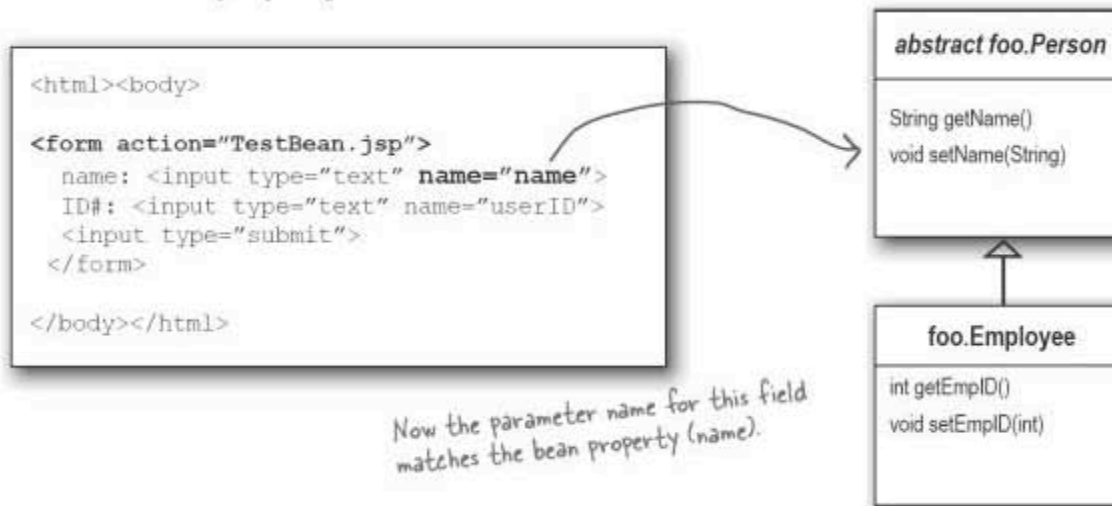 <html><body>
<form action="TestBean.jsp">
name: <input type="text" name="name">
ID#: <input type="text" name="userID">
<input type="submit">
</form>
</body></html>
Now the parameter name for this field
matches the bean property (name).
abstract foo.Person
String getName()
void setName(String)
foo.Employee
int getEmpID()
void setEmpID(int)